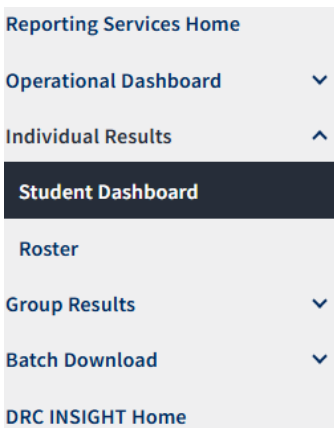 Reporting Services Home
Operational Dashboard
Individual Results
Student Dashboard
Roster
Group Results
Batch Download
DRC INSIGHT Home